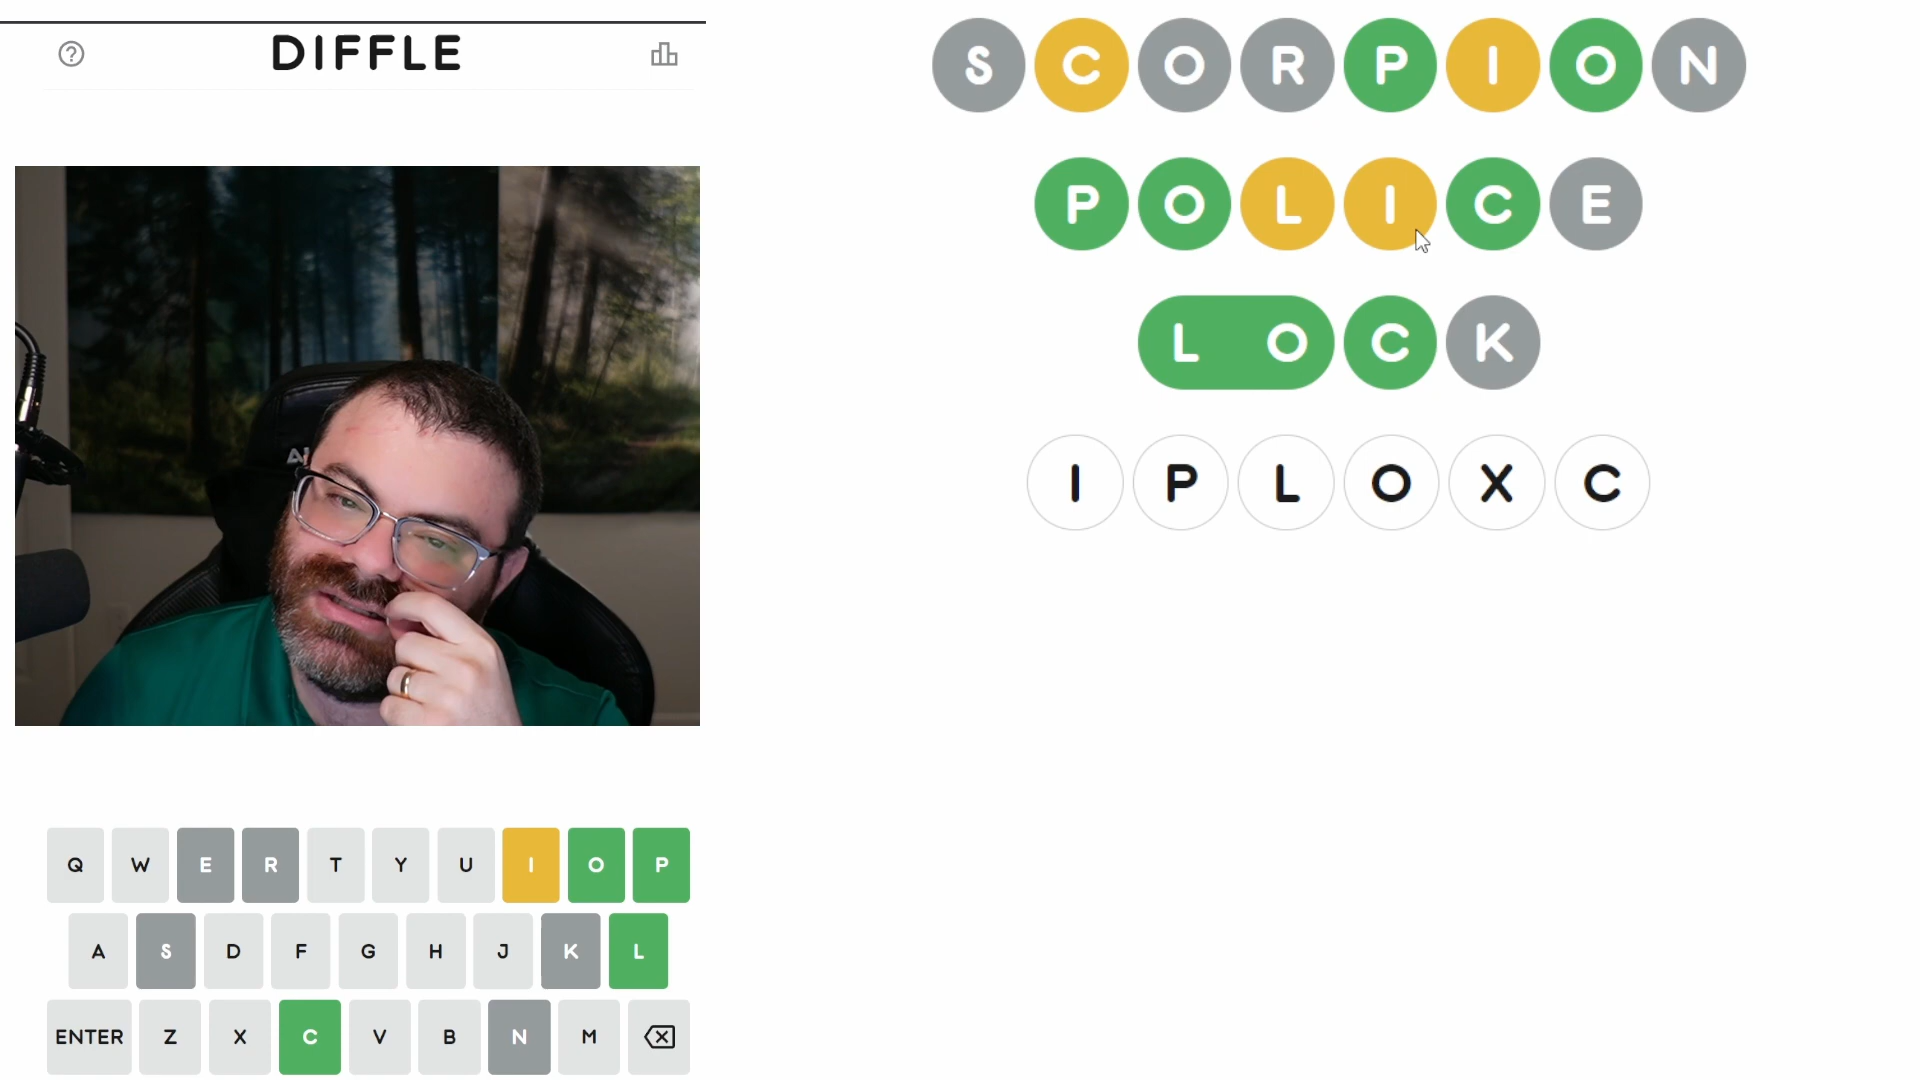 DIFFLE
SCORPION
POLICE
LOCK
IPLOXC
Q W E R T Y U I O P
A S D F G H J K L
ENTER Z X C V B N M